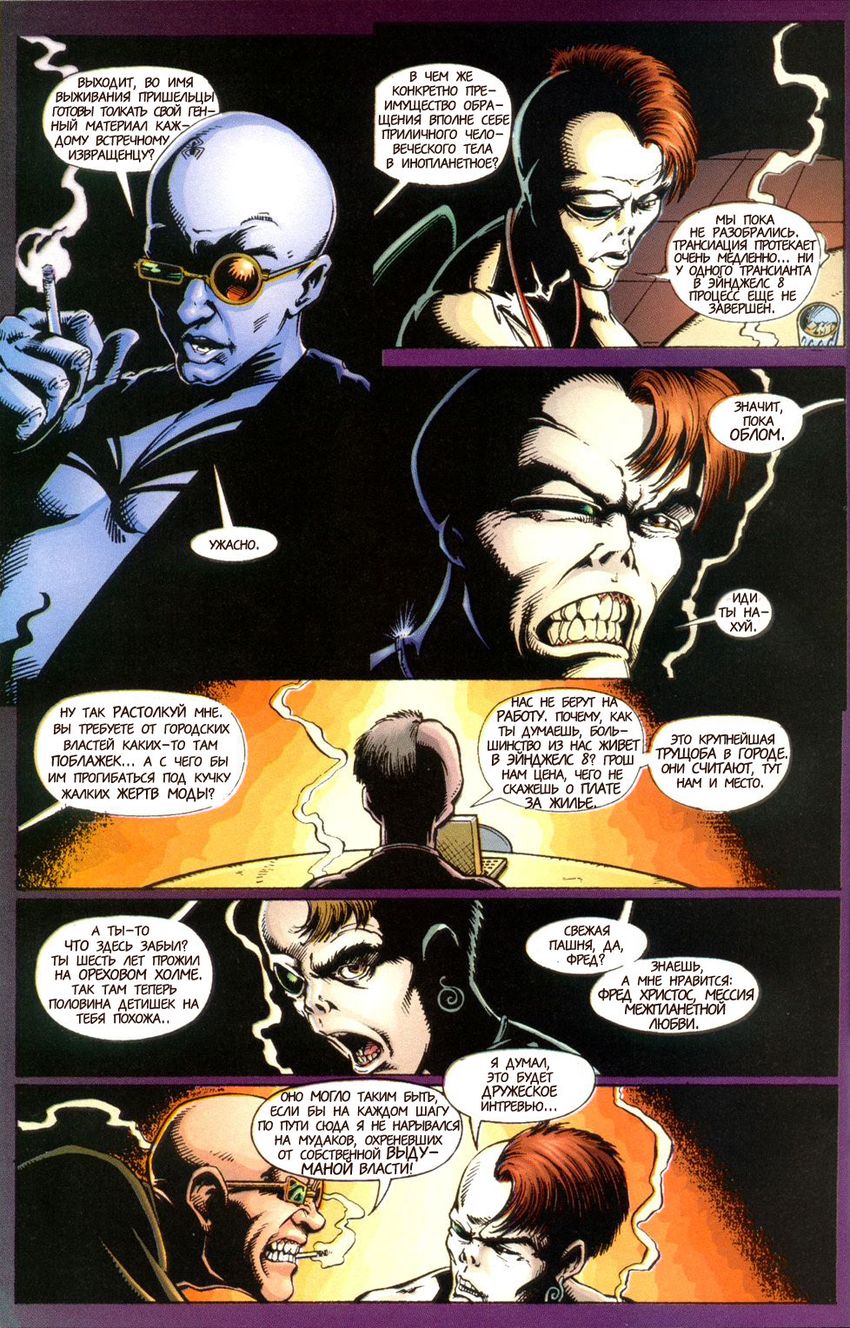 ВЫХОДИТ, ВО ИМЯ
ВЫЖИВАНИЯ ПРИШЕЛЬЦЫ
ГОТОВЫ ТОЛКАТЬ СВОЙ ГЕН-
НЫЙ МАТЕРИАЛ КАЖ-
ДОМУ ВСТРЕЧНОМУ
ИЗВРАЩЕНЦУ?
УЖАСНО.
В ЧЕМ ЖЕ
КОНКРЕТНО ПРЕ-
ИМУЩЕСТВО ОБРА-
ЩЕНИЯ ВПОЛНЕ СЕБЕ
ПРИЛИЧНОГО ЧЕЛО-
ВЕЧЕСКОГО ТЕЛА
В ИНОПЛАНЕТНОЕ?
МЫ ПОКА
НЕ РАЗОБРАЛИСЬ.
ТРАНСИАЦИЯ ПРОТЕКАЕТ
ОЧЕНЬ МЕДЛЕННО... НИ
У ОДНОГО ТРАНСИАНТА
В ЭЙНДЖЕЛС 8
ПРОЦЕСС ЕЩЕ НЕ
ЗАВЕРШЕН.
ЗНАЧИТ,
ПОКА
ОБЛОМ.
ИДИ
ТЫ НА-
ХУЙ.
НУ ТАК РАСТОЛКУЙ МНЕ.
ВЫ ТРЕБУЕТЕ ОТ ГОРОДСКИХ
ВЛАСТЕЙ КАКИХ-ТО ТАМ
ПОБЛАЖЕК... А С ЧЕГО БЫ
ИМ ПРОГИБАТЬСЯ ПОД КУЧКУ
ЖАЛКИХ ЖЕРТВ МОДЫ?
НАС НЕ БЕРУТ НА
РАБОТУ. ПОЧЕМУ, КАК
ТЫ ДУМАЕШЬ, БОЛЬ-
ШИНСТВО ИЗ НАС ЖИВЕТ
В ЭЙНДЖЕЛС 8? ГРОШ
НАМ ЦЕНА, ЧЕГО НЕ
СКАЖЕШЬ О ПЛАТЕ
ЗА ЖИЛЬЕ.
ЭТО КРУПНЕЙШАЯ
ТРУЩОБА В ГОРОДЕ.
ОНИ СЧИТАЮТ, ТУТ
НАМ И МЕСТО.
А ТЫ-ТО
ЧТО ЗДЕСЬ ЗАБЫЛ?
ТЫ ШЕСТЬ ЛЕТ ПРОЖИЛ
НА ОРЕХОВОМ ХОЛМЕ.
ТАК ТАМ ТЕПЕРЬ
ПОЛОВИНА ДЕТИШЕК НА
ТЕБЯ ПОХОЖА..
СВЕЖАЯ
ПАШНЯ, ДА,
ФРЕД?
ЗНАЕШЬ,
А МНЕ НРАВИТСЯ:
ФРЕД ХРИСТОС, МЕССИЯ
МЕЖПЛАНЕТНОЙ
ЛЮБВИ.
Я ДУМАЛ,
ЭТО БУДЕТ
ДРУЖЕСКОЕ
ИНТРЕВЬЮ...
ОНО МОГЛО ТАКИМ БЫТЬ,
ЕСЛИ БЫ НА КАЖДОМ ШАГУ
ПО ПУТИ СЮДА Я НЕ НАРЫВАЛСЯ
НА МУДАКОВ, ОХРЕНЕВШИХ
ОТ СОБСТВЕННОЙ ВЫДУ-
МАНОЙ ВЛАСТИ!